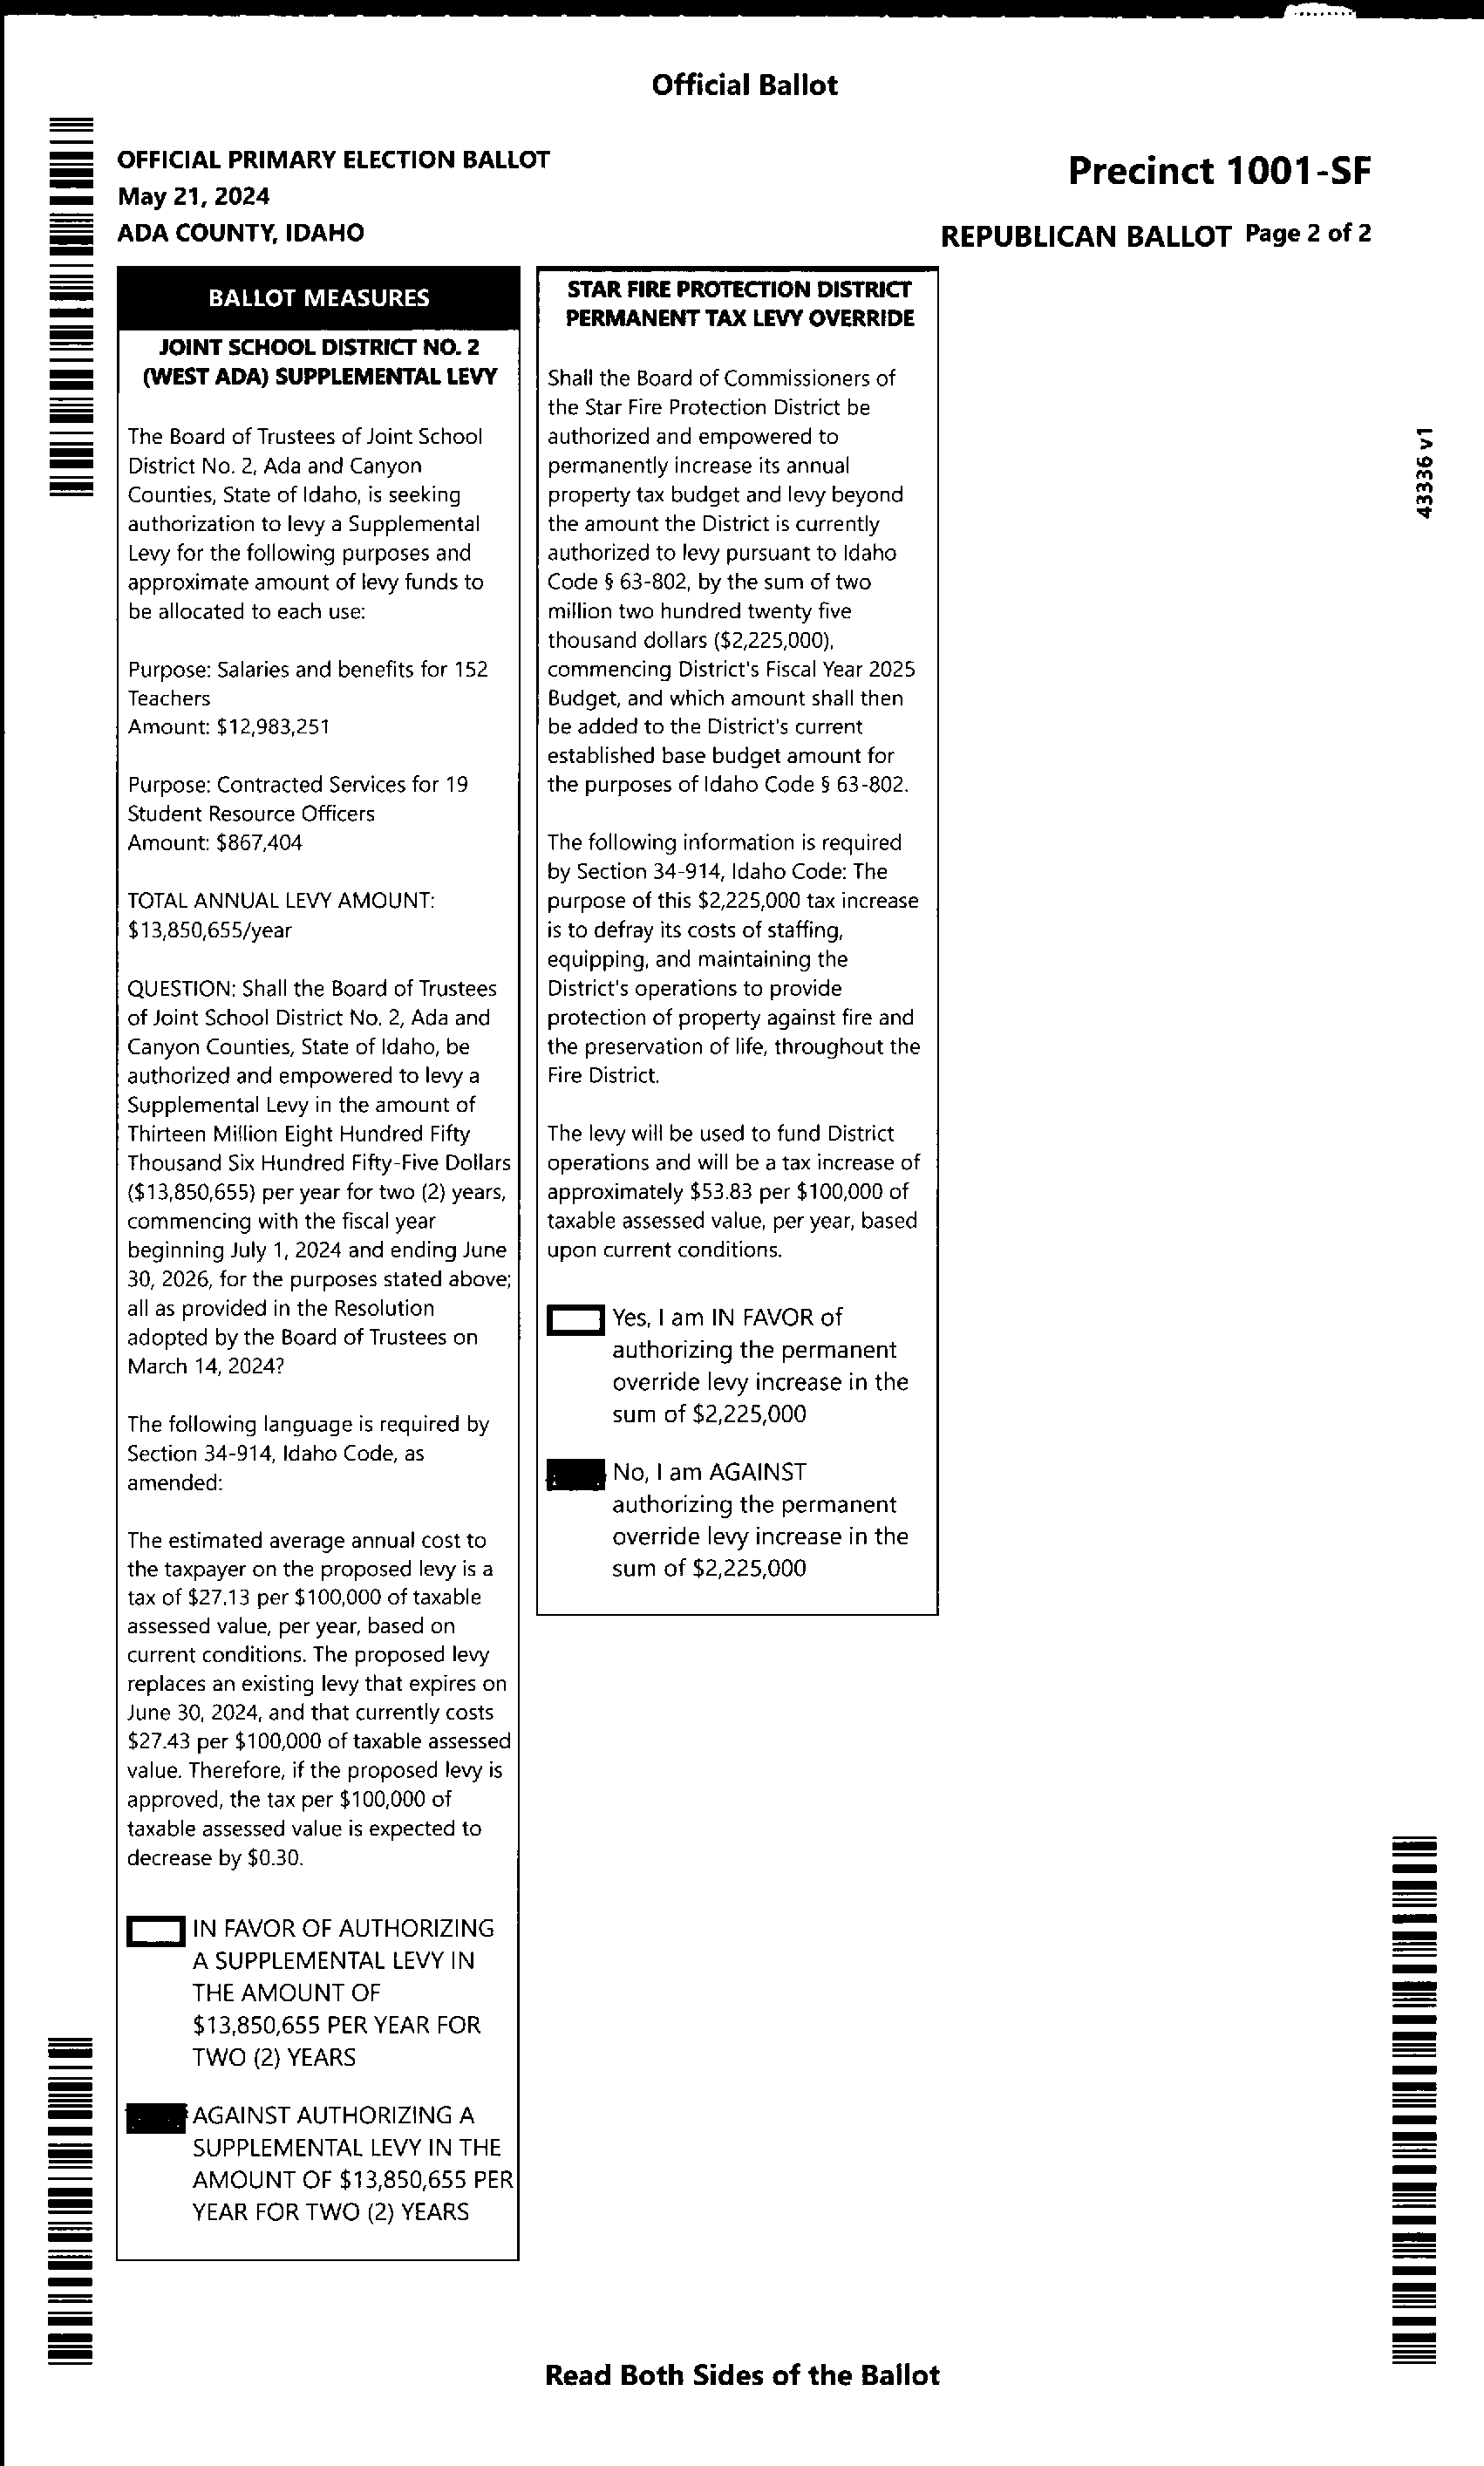 Official Ballot
OFFICIAL PRIMARY ELECTION BALLOT
May 21, 2024
ADA COUNTY, IDAHO
Precinct 1001-SF
REPUBLICAN BALLOT Page 2 of 2
BALLOT MEASURES
JOINT SCHOOL DISTRICT NO. 2
(WEST ADA) SUPPLEMENTAL LEVY
The Board of Trustees of Joint School
District No. 2, Ada and Canyon
Counties, State of Idaho, is seeking
authorization to levy a Supplemental
Levy for the following purposes and
approximate amount of levy funds to
be allocated to each use:
Purpose: Salaries and benefits for 152
Teachers
Amount: $12,983,251
Purpose: Contracted Services for 19
Student Resource Officers
Amount: $867,404
TOTAL ANNUAL LEVY AMOUNT:
$13,850,655/year
QUESTION: Shall the Board of Trustees
of Joint School District No. 2, Ada and
Canyon Counties, State of Idaho, be
authorized and empowered to levy a
Supplemental Levy in the amount of
Thirteen Million Eight Hundred Fifty
Thousand Six Hundred Fifty-Five Dollars
($13,850,655) per year for two (2) years,
commencing with the fiscal year
beginning July 1, 2024 and ending June
30, 2026, for the purposes stated above;
all as provided in the Resolution
adopted by the Board of Trustees on
March 14, 2024?
The following language is required by
Section 34-914, Idaho Code, as
amended:
The estimated average annual cost to
the taxpayer on the proposed levy is a
tax of $27.13 per $100,000 of taxable
assessed value, per year, based on
current conditions. The proposed levy
replaces an existing levy that expires on
June 30, 2024, and that currently costs
$27.43 per $100,000 of taxable assessed
value. Therefore, if the proposed levy is
approved, the tax per $100,000 of
taxable assessed value is expected to
decrease by $0.30.
IN FAVOR OF AUTHORIZING
A SUPPLEMENTAL LEVY IN
THE AMOUNT OF
$13,850,655 PER YEAR FOR
TWO (2) YEARS
AGAINST AUTHORIZING A
SUPPLEMENTAL LEVY IN THE
AMOUNT OF $13,850,655 PER
YEAR FOR TWO (2) YEARS
STAR FIRE PROTECTION DISTRICT
PERMANENT TAX LEVY OVERRIDE
Shall the Board of Commissioners of
the Star Fire Protection District be
authorized and empowered to
permanently increase its annual
property tax budget and levy beyond
the amount the District is currently
authorized to levy pursuant to Idaho
Code § 63-802, by the sum of two
million two hundred twenty five
thousand dollars ($2,225,000),
commencing District's Fiscal Year 2025
Budget, and which amount shall then
be added to the District's current
established base budget amount for
the purposes of Idaho Code § 63-802.
The following information is required
by Section 34-914, Idaho Code: The
purpose of this $2,225,000 tax increase
is to defray its costs of staffing,
equipping, and maintaining the
District's operations to provide
protection of property against fire and
the preservation of life, throughout the
Fire District.
The levy will be used to fund District
operations and will be a tax increase of
approximately $53.83 per $100,000 of
taxable assessed value, per year, based
upon current conditions.
Yes, I am IN FAVOR of
authorizing the permanent
override levy increase in the
sum of $2,225,000
No, I am AGAINST
authorizing the permanent
override levy increase in the
sum of $2,225,000
43336 v1
Read Both Sides of the Ballot